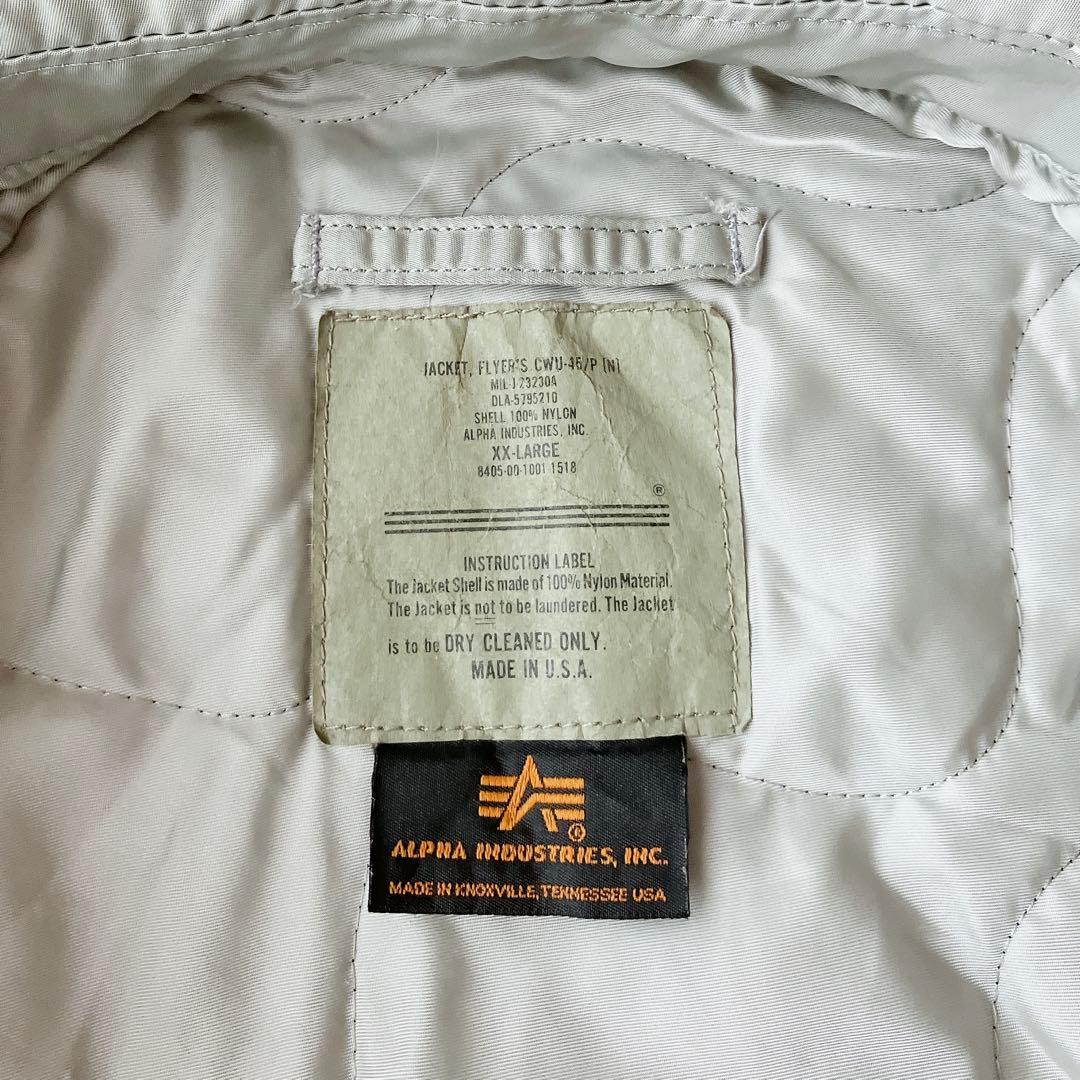 JACKET, FLYER'S CWU-45/P (N)
MIL-J 23230A
DLA-5795210
SHELL 100% NYLON
ALPHA INDUSTRIES, INC.
XX-LARGE
8405-00-1001 1518
®
INSTRUCTION LABEL
The Jacket Shell is made of 100% Nylon Material.
The Jacket is not to be laundered. The Jacket
is to be DRY CLEANED ONLY.
MADE IN U.S.A.
®
ALPHA INDUSTRIES, INC.
MADE IN KNOXVILLE, TENNESSEE USA